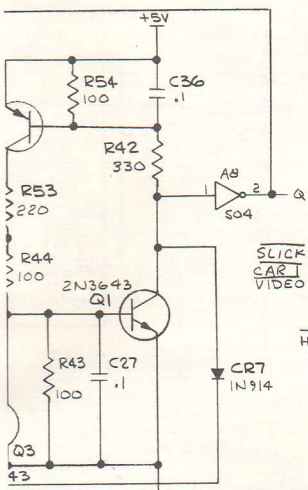 +5V
R54
100
C36
.1
R42
330
A8
1
2
Q
S04
R53
220
R44
100
2N3643
Q1
SLICK
CAR 1
VIDEO
H
R43
100
C27
.1
CR7
1N914
Q3
43